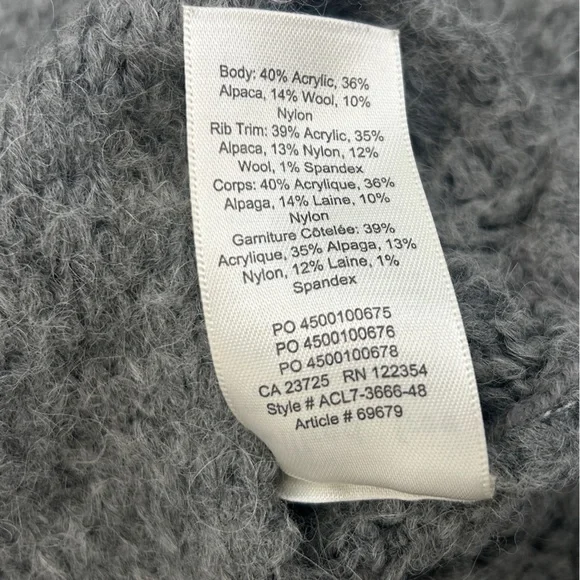 Body: 40% Acrylic, 36%
Alpaca, 14% Wool, 10%
Nylon
Rib Trim: 39% Acrylic, 35%
Alpaca, 13% Nylon, 12%
Wool, 1% Spandex
Corps: 40% Acrylique, 36%
Alpaga, 14% Laine, 10%
Nylon
Garniture Côtelée: 39%
Acrylique, 35% Alpaga, 13%
Nylon, 12% Laine, 1%
Spandex
PO 4500100675
PO 4500100676
PO 4500100678
CA 23725 RN 122354
Style # ACL7-3666-48
Article # 69679